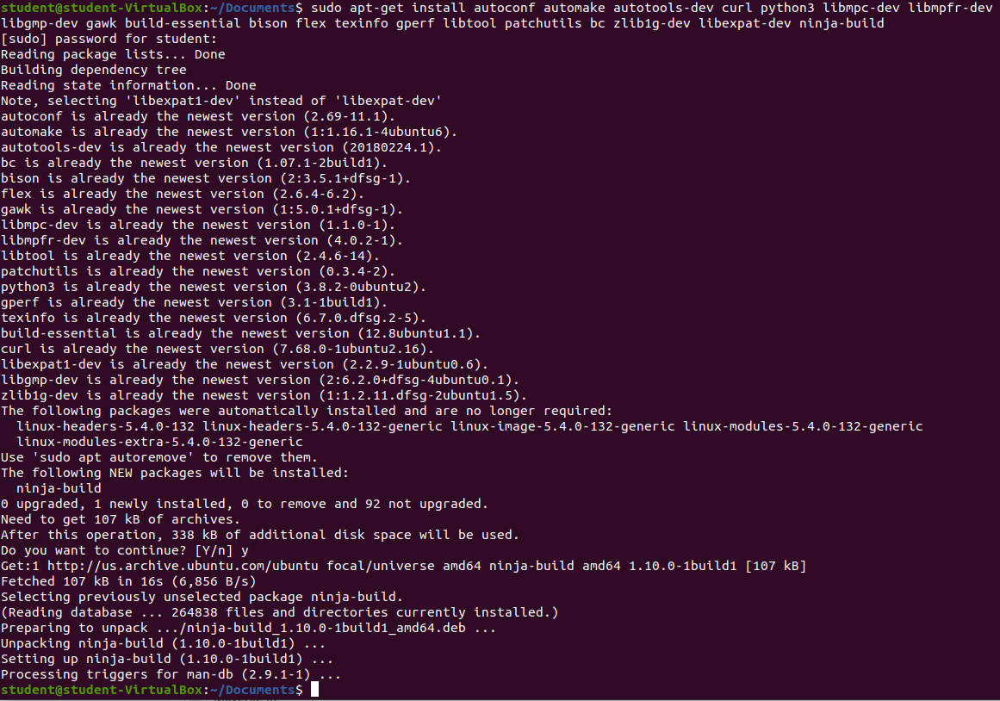 student@student-VirtualBox:~/Documents$ sudo apt-get install autoconf automake autotools-dev curl python3 libmpc-dev libmpfr-dev
libgmp-dev gawk build-essential bison flex texinfo gperf libtool patchutils bc zlib1g-dev libexpat-dev ninja-build
[sudo] password for student:
Reading package lists... Done
Building dependency tree
Reading state information... Done
Note, selecting 'libexpat1-dev' instead of 'libexpat-dev'
autoconf is already the newest version (2.69-11.1).
automake is already the newest version (1:1.16.1-4ubuntu6).
autotools-dev is already the newest version (20180224.1).
bc is already the newest version (1.07.1-2build1).
bison is already the newest version (2:3.5.1+dfsg-1).
flex is already the newest version (2.6.4-6.2).
gawk is already the newest version (1:5.0.1+dfsg-1).
libmpc-dev is already the newest version (1.1.0-1).
libmpfr-dev is already the newest version (4.0.2-1).
libtool is already the newest version (2.4.6-14).
patchutils is already the newest version (0.3.4-2).
python3 is already the newest version (3.8.2-0ubuntu2).
gperf is already the newest version (3.1-1build1).
texinfo is already the newest version (6.7.0.dfsg.2-5).
build-essential is already the newest version (12.8ubuntu1.1).
curl is already the newest version (7.68.0-1ubuntu2.16).
libexpat1-dev is already the newest version (2.2.9-1ubuntu0.6).
libgmp-dev is already the newest version (2:6.2.0+dfsg-4ubuntu0.1).
zlib1g-dev is already the newest version (1:1.2.11.dfsg-2ubuntu1.5).
The following packages were automatically installed and are no longer required:
  linux-headers-5.4.0-132 linux-headers-5.4.0-132-generic linux-image-5.4.0-132-generic linux-modules-5.4.0-132-generic
  linux-modules-extra-5.4.0-132-generic
Use 'sudo apt autoremove' to remove them.
The following NEW packages will be installed:
  ninja-build
0 upgraded, 1 newly installed, 0 to remove and 92 not upgraded.
Need to get 107 kB of archives.
After this operation, 338 kB of additional disk space will be used.
Do you want to continue? [Y/n] y
Get:1 http://us.archive.ubuntu.com/ubuntu focal/universe amd64 ninja-build amd64 1.10.0-1build1 [107 kB]
Fetched 107 kB in 16s (6,856 B/s)
Selecting previously unselected package ninja-build.
(Reading database ... 264838 files and directories currently installed.)
Preparing to unpack .../ninja-build_1.10.0-1build1_amd64.deb ...
Unpacking ninja-build (1.10.0-1build1) ...
Setting up ninja-build (1.10.0-1build1) ...
Processing triggers for man-db (2.9.1-1) ...
student@student-VirtualBox:~/Documents$